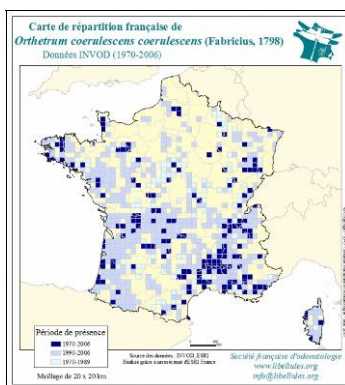 Carte de répartition française de
Orthetrum coerulescens coerulescens (Fabricius, 1798)
Données INVOD (1970-2006)
Période de présence
1970-2006
1990-2006
1970-1989
Maillage de 20 x 20 km
Source des données : INVOD, ESRI
Société française d'odonatologie
www.libellules.org
info@libellules.org